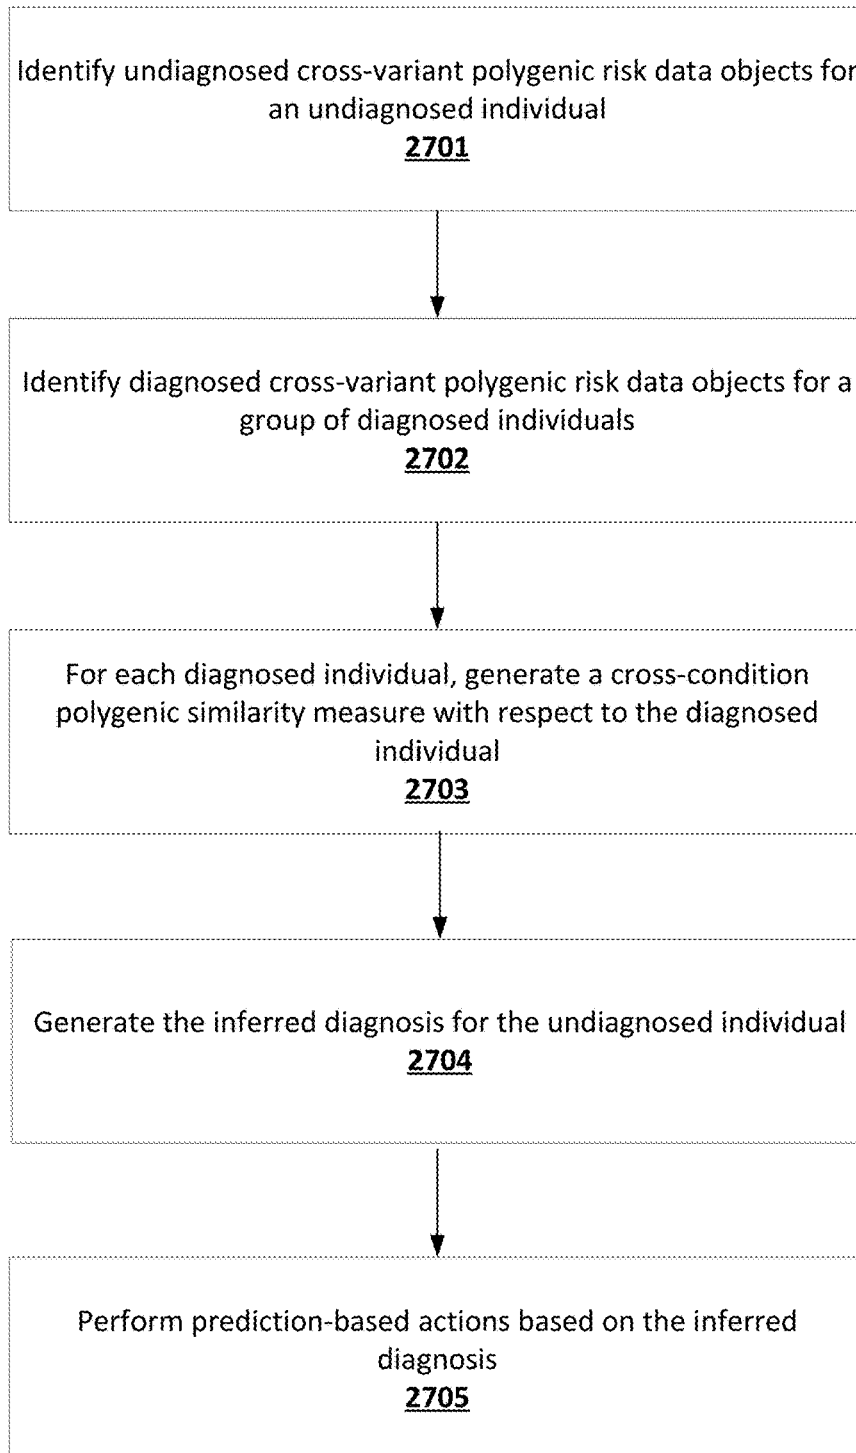 Identify undiagnosed cross-variant polygenic risk data objects for
an undiagnosed individual
2701
Identify diagnosed cross-variant polygenic risk data objects for a
group of diagnosed individuals
2702
For each diagnosed individual, generate a cross-condition
polygenic similarity measure with respect to the diagnosed
individual
2703
Generate the inferred diagnosis for the undiagnosed individual
2704
Perform prediction-based actions based on the inferred
diagnosis
2705